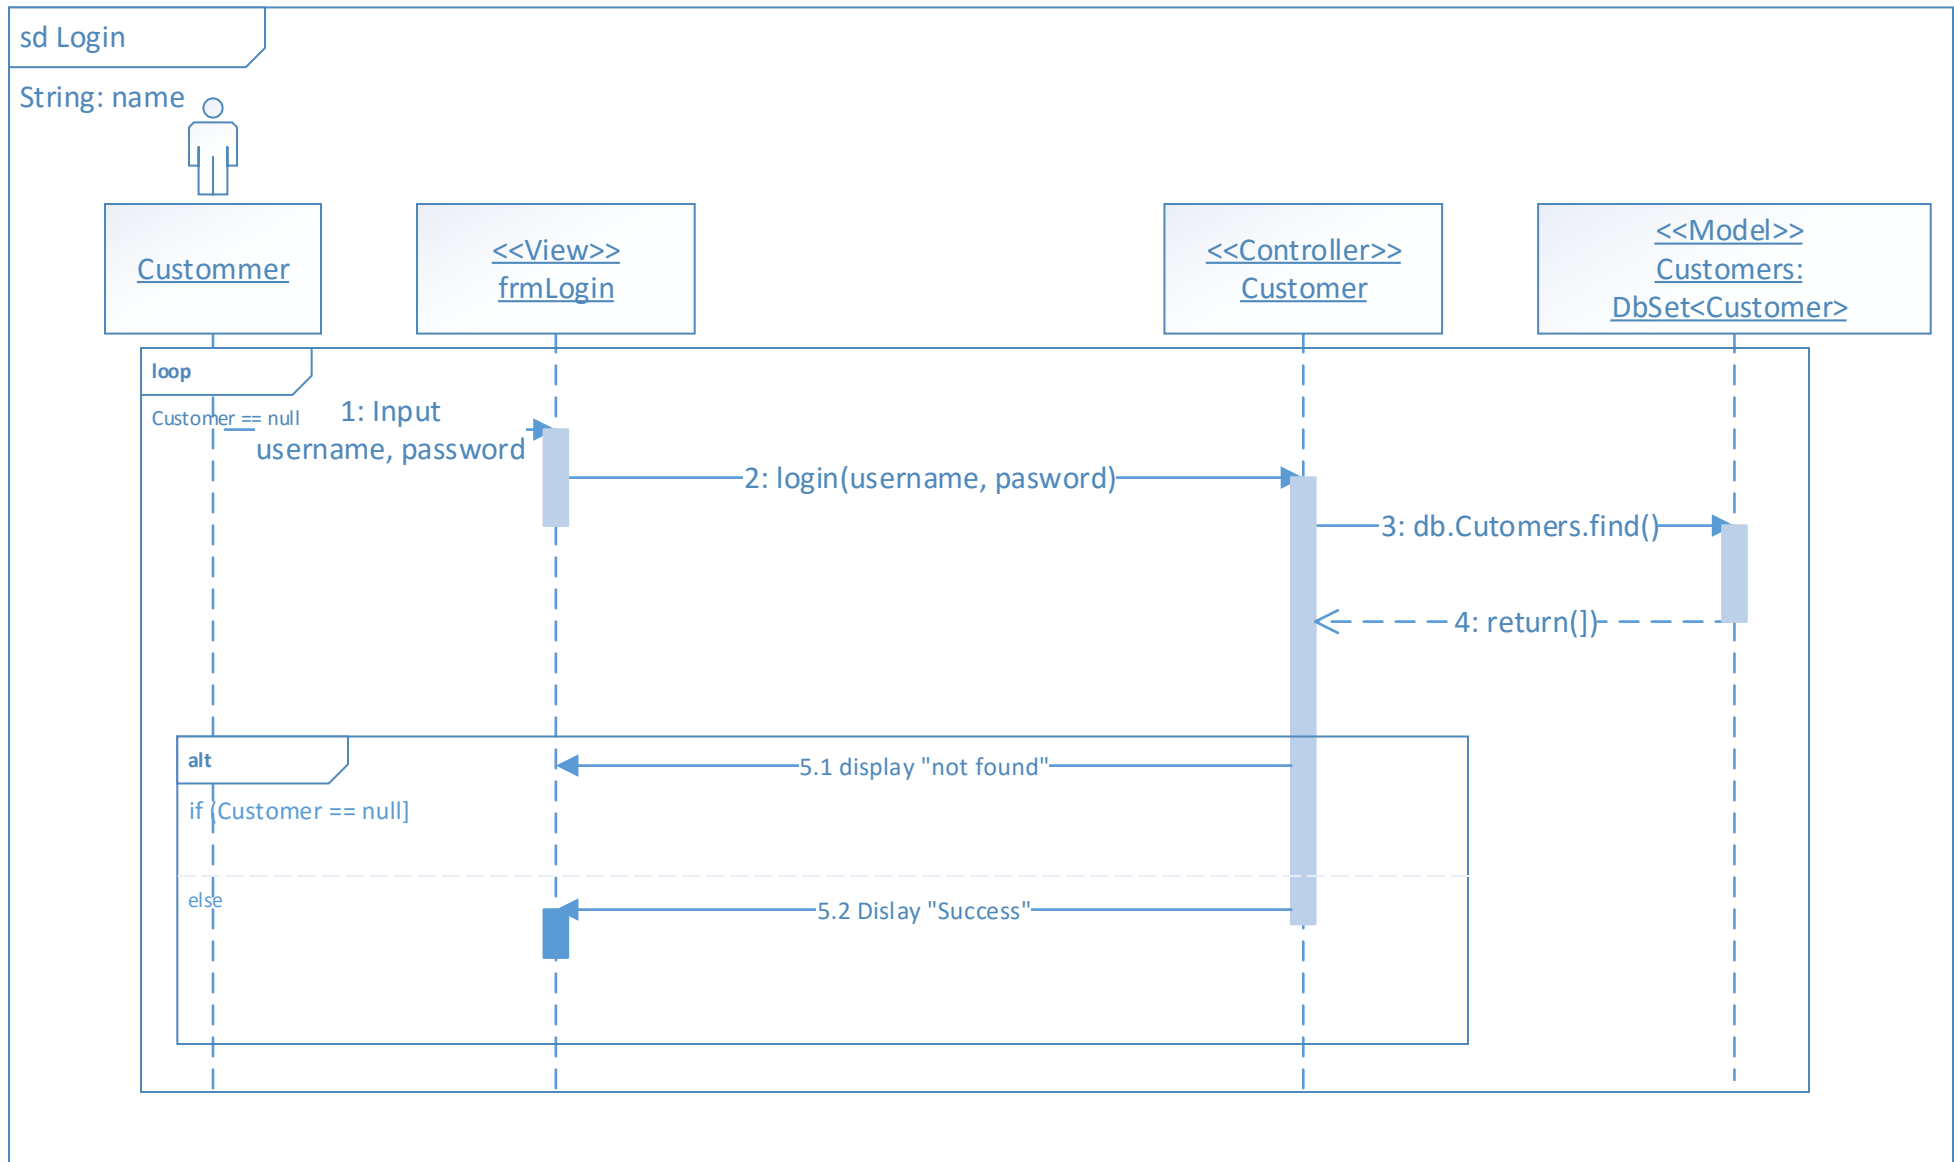 sd Login
String: name
Custommer
<<View>>
frmLogin
<<Controller>>
Customer
<<Model>>
Customers:
DbSet<Customer>
loop
Customer == null
1: Input
username, password
2: login(username, pasword)
3: db.Cutomers.find()
4: return(])
alt
5.1 display "not found"
if (Customer == null]
else
5.2 Dislay "Success"